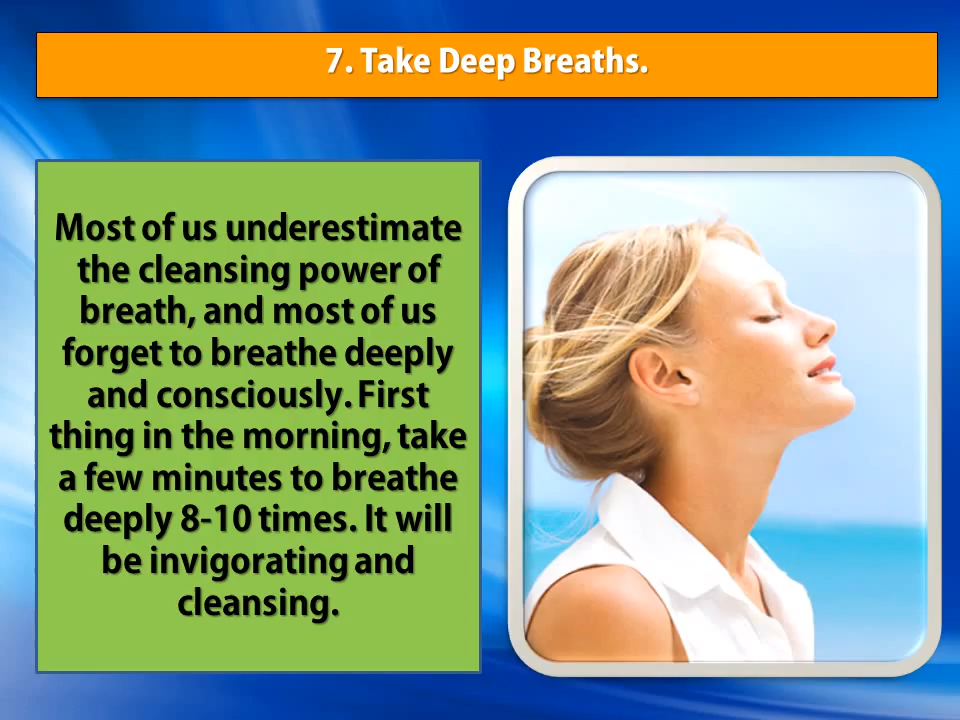 7. Take Deep Breaths.
Most of us underestimate
the cleansing power of
breath, and most of us
forget to breathe deeply
and consciously. First
thing in the morning, take
a few minutes to breathe
deeply 8-10 times. It will
be invigorating and
cleansing.